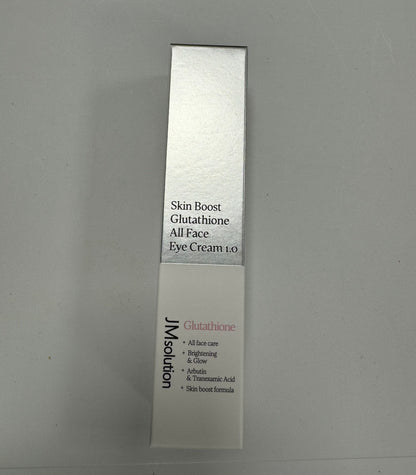 Skin Boost
Glutathione
All Face
Eye Cream 1.0
JMsolution
Glutathione
• All face care
• Brightening
& Glow
• Arbutin
& Tranexamic Acid
• Skin boost formula